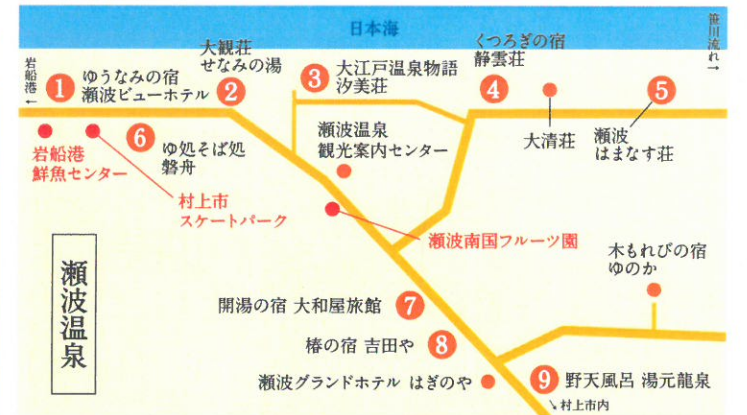 日本海
笹川流れ→
岩船港←
1
ゆうなみの宿
瀬波ビューホテル
大観荘
せなみの湯
2
3
大江戸温泉物語
汐美荘
くつろぎの宿
静雲荘
4
大清荘
5
瀬波
はまなす荘
岩船港
鮮魚センター
6
ゆ処そば処
磐舟
村上市
スケートパーク
瀬波温泉
観光案内センター
瀬波南国フルーツ園
木もれびの宿
ゆのか
瀬波温泉
開湯の宿 大和屋旅館
7
椿の宿 吉田や
8
瀬波グランドホテル はぎのや
9
野天風呂 湯元龍泉
↘村上市内